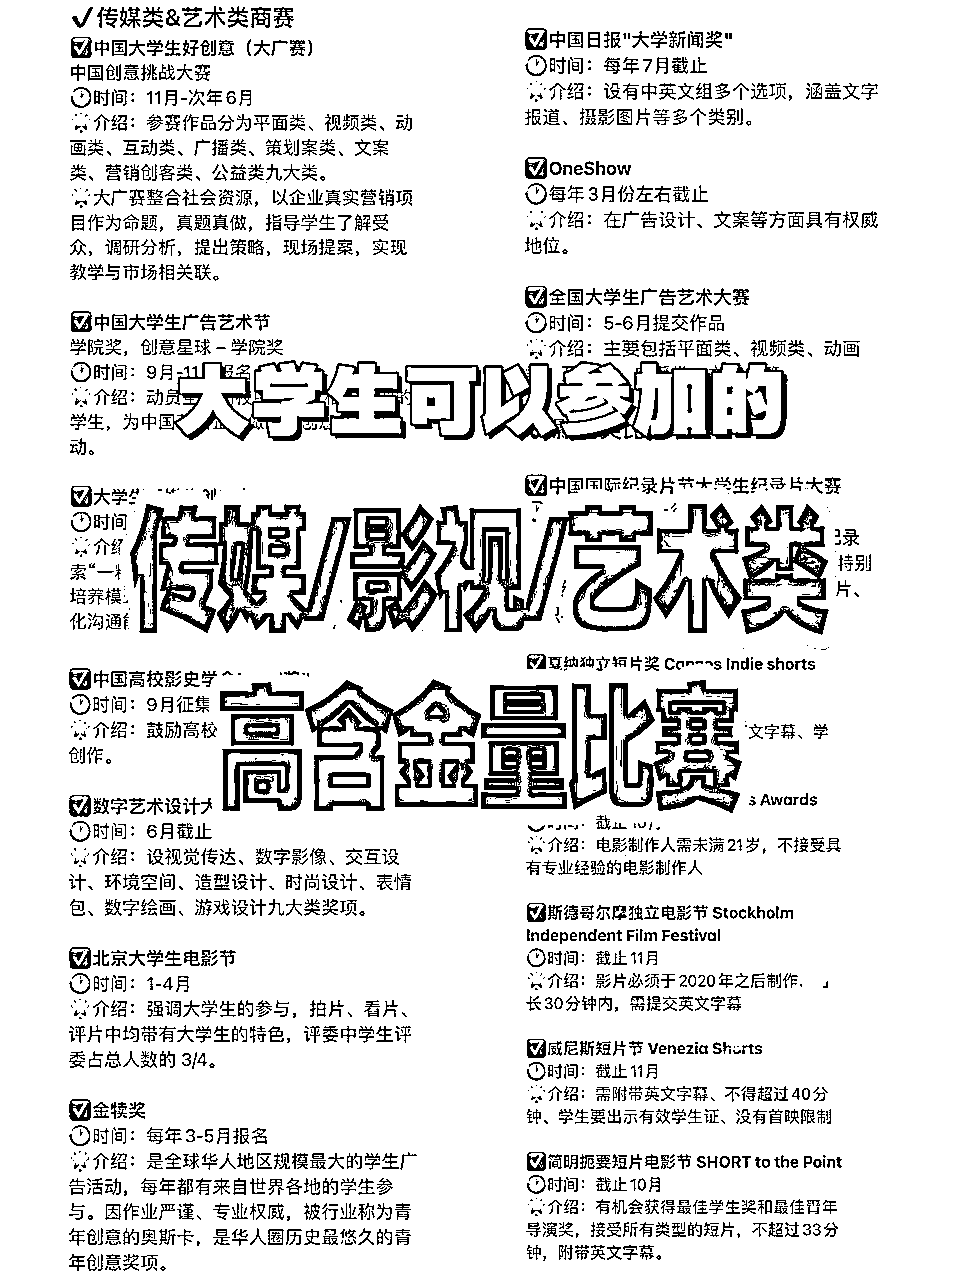 ✓传媒类&艺术类商赛
中国大学生好创意（大广赛）
中国创意挑战大赛
时间：11月-次年6月
介绍：参赛作品分为平面类、视频类、动
画类、互动类、广播类、策划案类、文案
类、营销创客类、公益类九大类。
大广赛整合社会资源，以企业真实营销项
目作为命题，真题真做，指导学生了解受
众，调研分析，提出策略，现场提案，实现
教学与市场相关联。
中国大学生广告艺术节
学院奖，创意星球-学院奖
时间：9月-11
介绍：动员
学生，为中国
动。
大学生
时间
介绍
索“一
培养模
化沟通
中国高校影史学
时间：9月征集
介绍：鼓励高校
创作。
数字艺术设计大
时间：6月截止
介绍：设视觉传达、数字影像、交互设
计、环境空间、造型设计、时尚设计、表情
包、数字绘画、游戏设计九大类奖项。
北京大学生电影节
时间：1-4月
介绍：强调大学生的参与，拍片、看片、
评片中均带有大学生的特色，评委中学生评
委占总人数的 3/4。
金犊奖
时间：每年3-5月报名
介绍：是全球华人地区规模最大的学生广
告活动，每年都有来自世界各地的学生参
与。因作业严谨、专业权威，被行业称为青
年创意的奥斯卡，是华人圈历史最悠久的青
年创意奖项。
中国日报"大学新闻奖"
时间：每年7月截止
介绍：设有中英文组多个选项，涵盖文字
报道、摄影图片等多个类别。
OneShow
每年3月份左右截止
介绍：在广告设计、文案等方面具有权威
地位。
全国大学生广告艺术大赛
时间：5-6月提交作品
介绍：主要包括平面类、视频类、动画
大学生可以参加的
中国国际纪录片节大学生纪录片大赛
记录
特别
片、
传媒/影视/艺术类
戛纳独立短片奖 Cannes Indie shorts
文字幕、学
高含金量比赛
s Awards
时间：截止10月
介绍：电影制作人需未满21岁，不接受具
有专业经验的电影制作人
斯德哥尔摩独立电影节 Stockholm
Independent Film Festival
时间：截止11月
介绍：影片必须于2020年之后制作.
长30分钟内，需提交英文字幕
威尼斯短片节 Venezia Shorts
时间：截止11月
介绍：需附带英文字幕、不得超过40分
钟、学生要出示有效学生证、没有首映限制
简明扼要短片电影节 SHORT to the Point
时间：截止10月
介绍：有机会获得最佳学生奖和最佳百年
导演奖，接受所有类型的短片，不超过33分
钟，附带英文字幕。